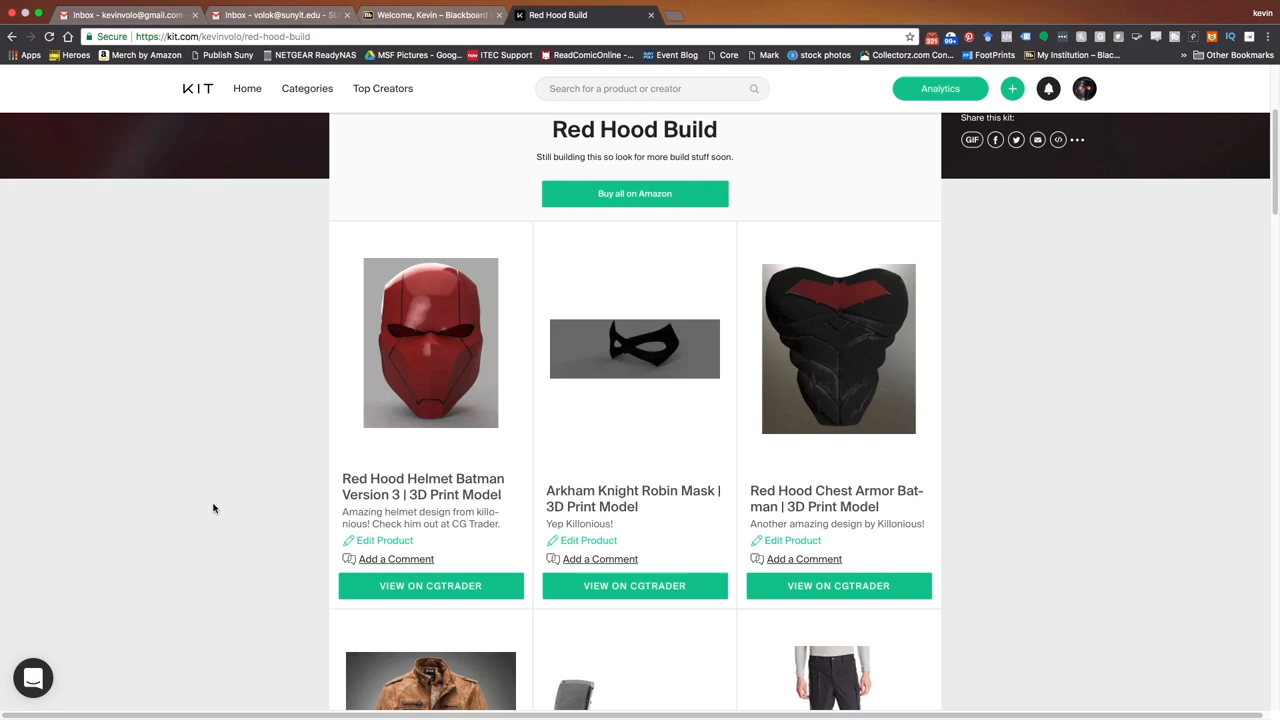 Inbox - kevinvolo@gmail.com
Inbox - volok@sunyit.edu - SU
Welcome, Kevin – Blackboard
Red Hood Build
kevin
Secure | https://kit.com/kevinvolo/red-hood-build
321
99+
Apps Heroes Merch by Amazon Publish Suny NETGEAR ReadyNAS MSF Pictures - Goog... ITEC Support ReadComicOnline -... Event Blog Core Mark stock photos Collectorz.com Con... FootPrints My Institution – Blac... » Other Bookmarks
KIT Home Categories Top Creators Search for a product or creator Analytics +
Share this kit:
GIF
Red Hood Build
Still building this so look for more build stuff soon.
Buy all on Amazon
Red Hood Helmet Batman
Version 3 | 3D Print Model
Amazing helmet design from killo-
nious! Check him out at CG Trader.
Edit Product
Add a Comment
VIEW ON CGTRADER
Arkham Knight Robin Mask |
3D Print Model
Yep Killonious!
Edit Product
Add a Comment
VIEW ON CGTRADER
Red Hood Chest Armor Bat-
man | 3D Print Model
Another amazing design by Killonious!
Edit Product
Add a Comment
VIEW ON CGTRADER